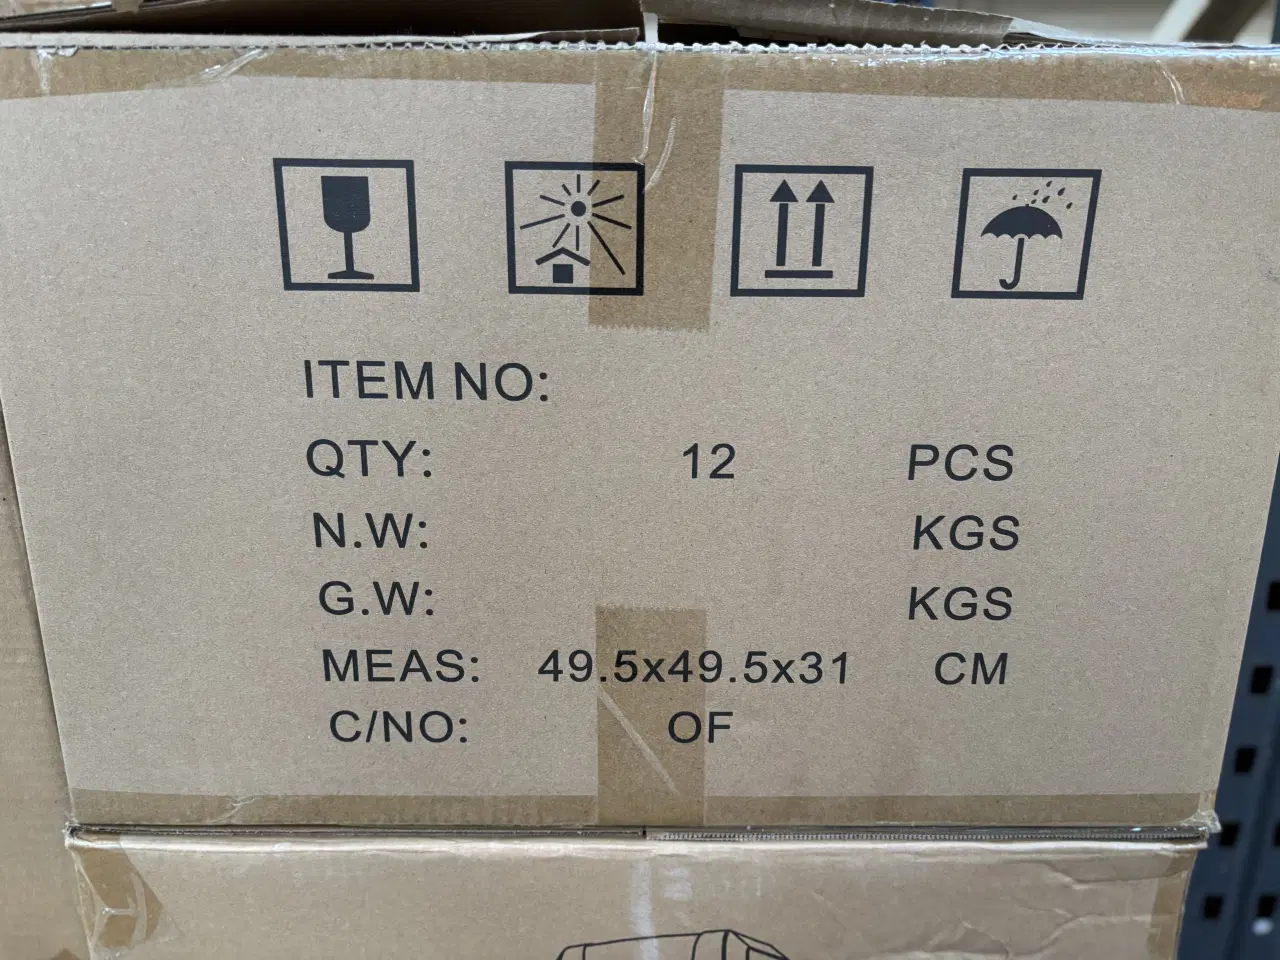 ITEM NO:
QTY: 12 PCS
N.W: KGS
G.W: KGS
MEAS: 49.5x49.5x31 CM
C/NO: OF